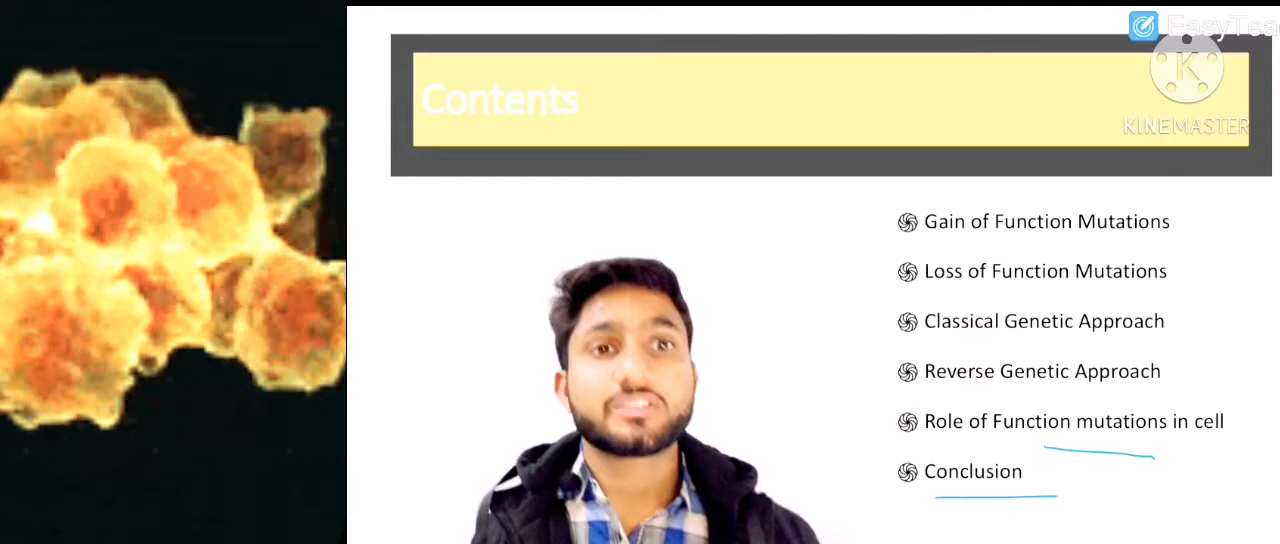 EasyTeac
Contents
K
KINEMASTER
Gain of Function Mutations
Loss of Function Mutations
Classical Genetic Approach
Reverse Genetic Approach
Role of Function mutations in cell
Conclusion